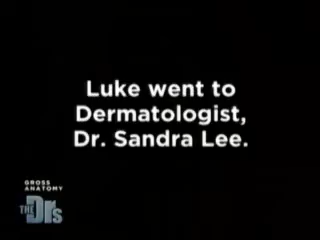 Luke went to
Dermatologist,
Dr. Sandra Lee.
GROSS
ANATOMY
THE Drs